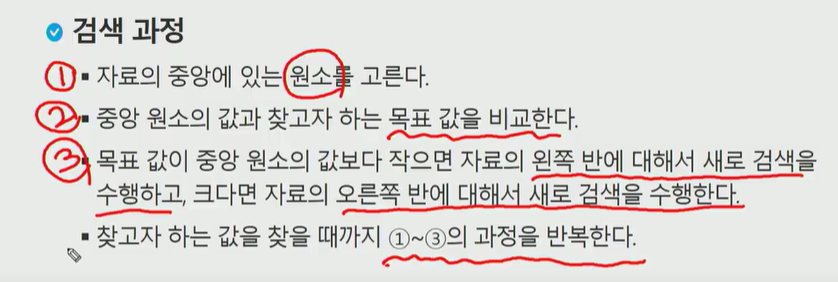 검색 과정
① ▪ 자료의 중앙에 있는 원소를 고른다.
② ▪ 중앙 원소의 값과 찾고자 하는 목표 값을 비교한다.
③ ▪ 목표 값이 중앙 원소의 값보다 작으면 자료의 왼쪽 반에 대해서 새로 검색을
수행하고, 크다면 자료의 오른쪽 반에 대해서 새로 검색을 수행한다.
▪ 찾고자 하는 값을 찾을 때까지 ①~③의 과정을 반복한다.